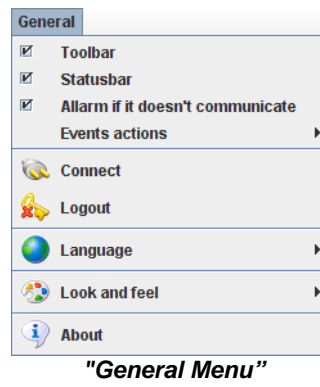 General
Toolbar
Statusbar
Allarm if it doesn't communicate
Events actions
Connect
Logout
Language
Look and feel
About
"General Menu”